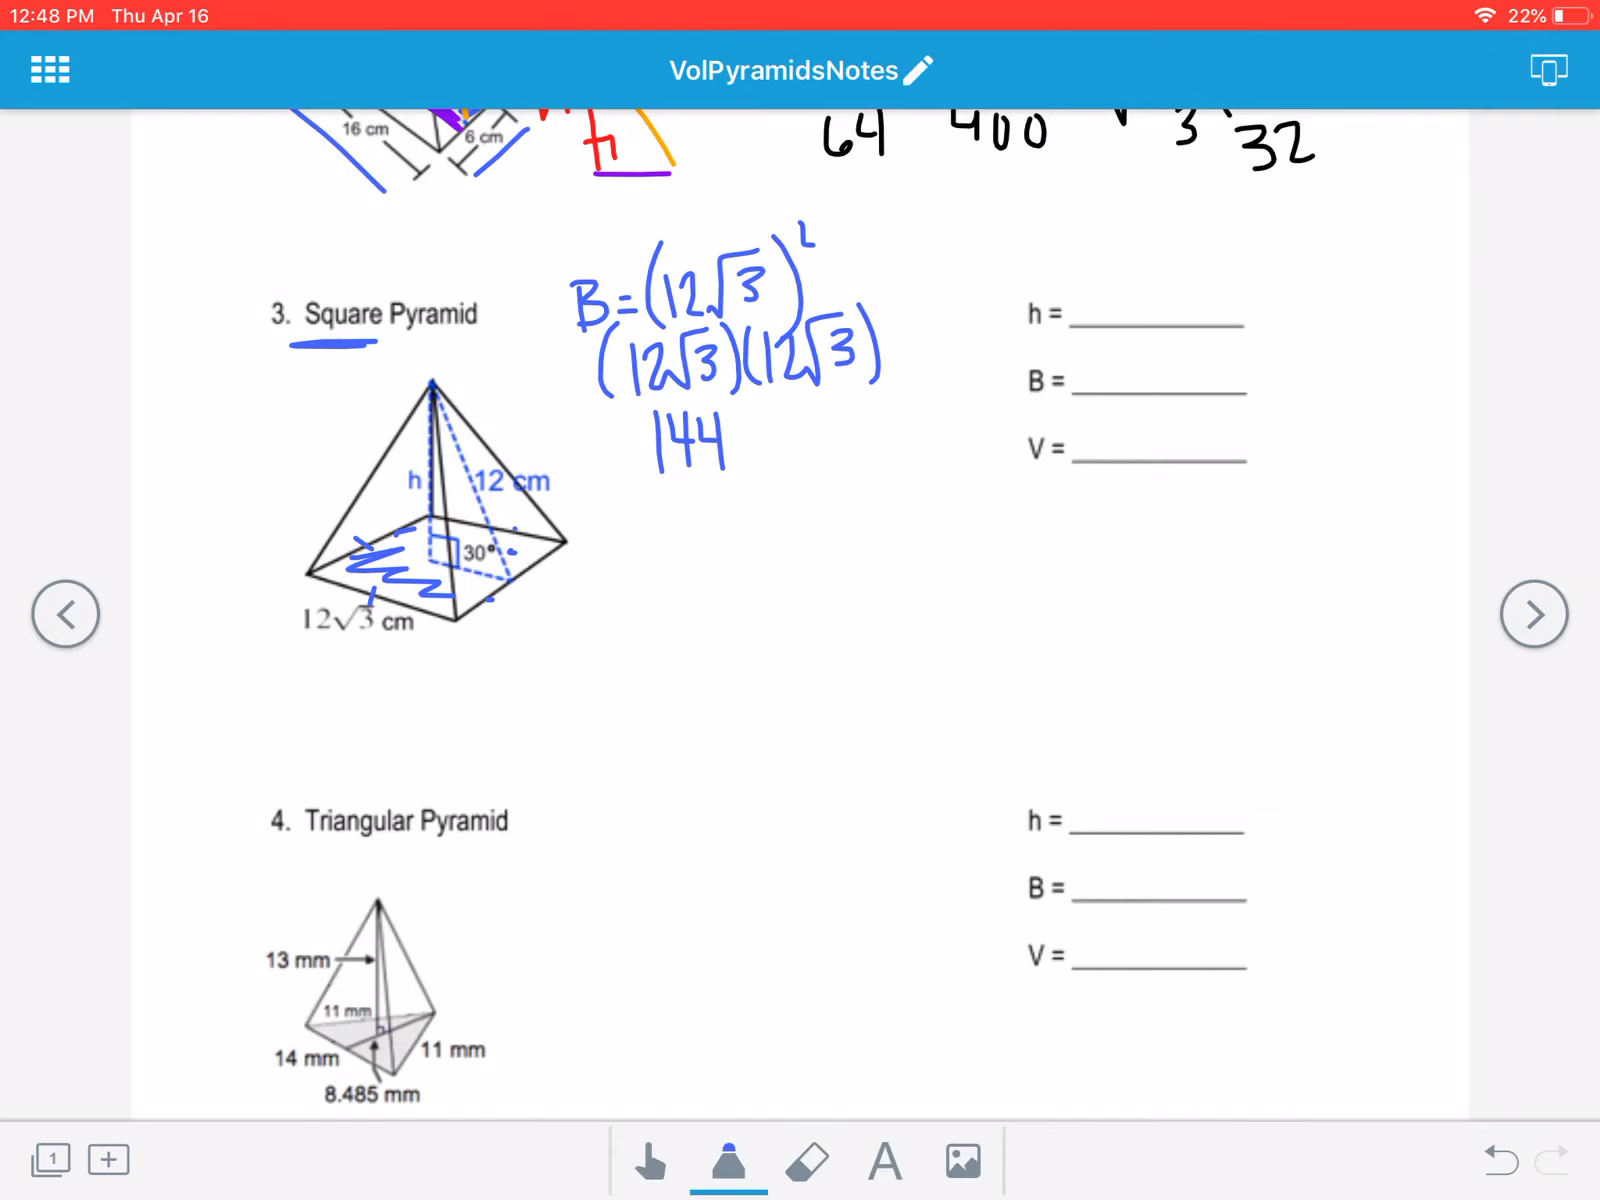 12:48 PM Thu Apr 16
22%
VolPyramidsNotes
16 cm
6 cm
h
64 400 3 32
3. Square Pyramid
B = (12√3)²
(12√3)(12√3)
144
h =
B =
V =
h
12 cm
30°
12√3 cm
4. Triangular Pyramid
h =
B =
V =
13 mm
11 mm
14 mm
11 mm
8.485 mm
1
A